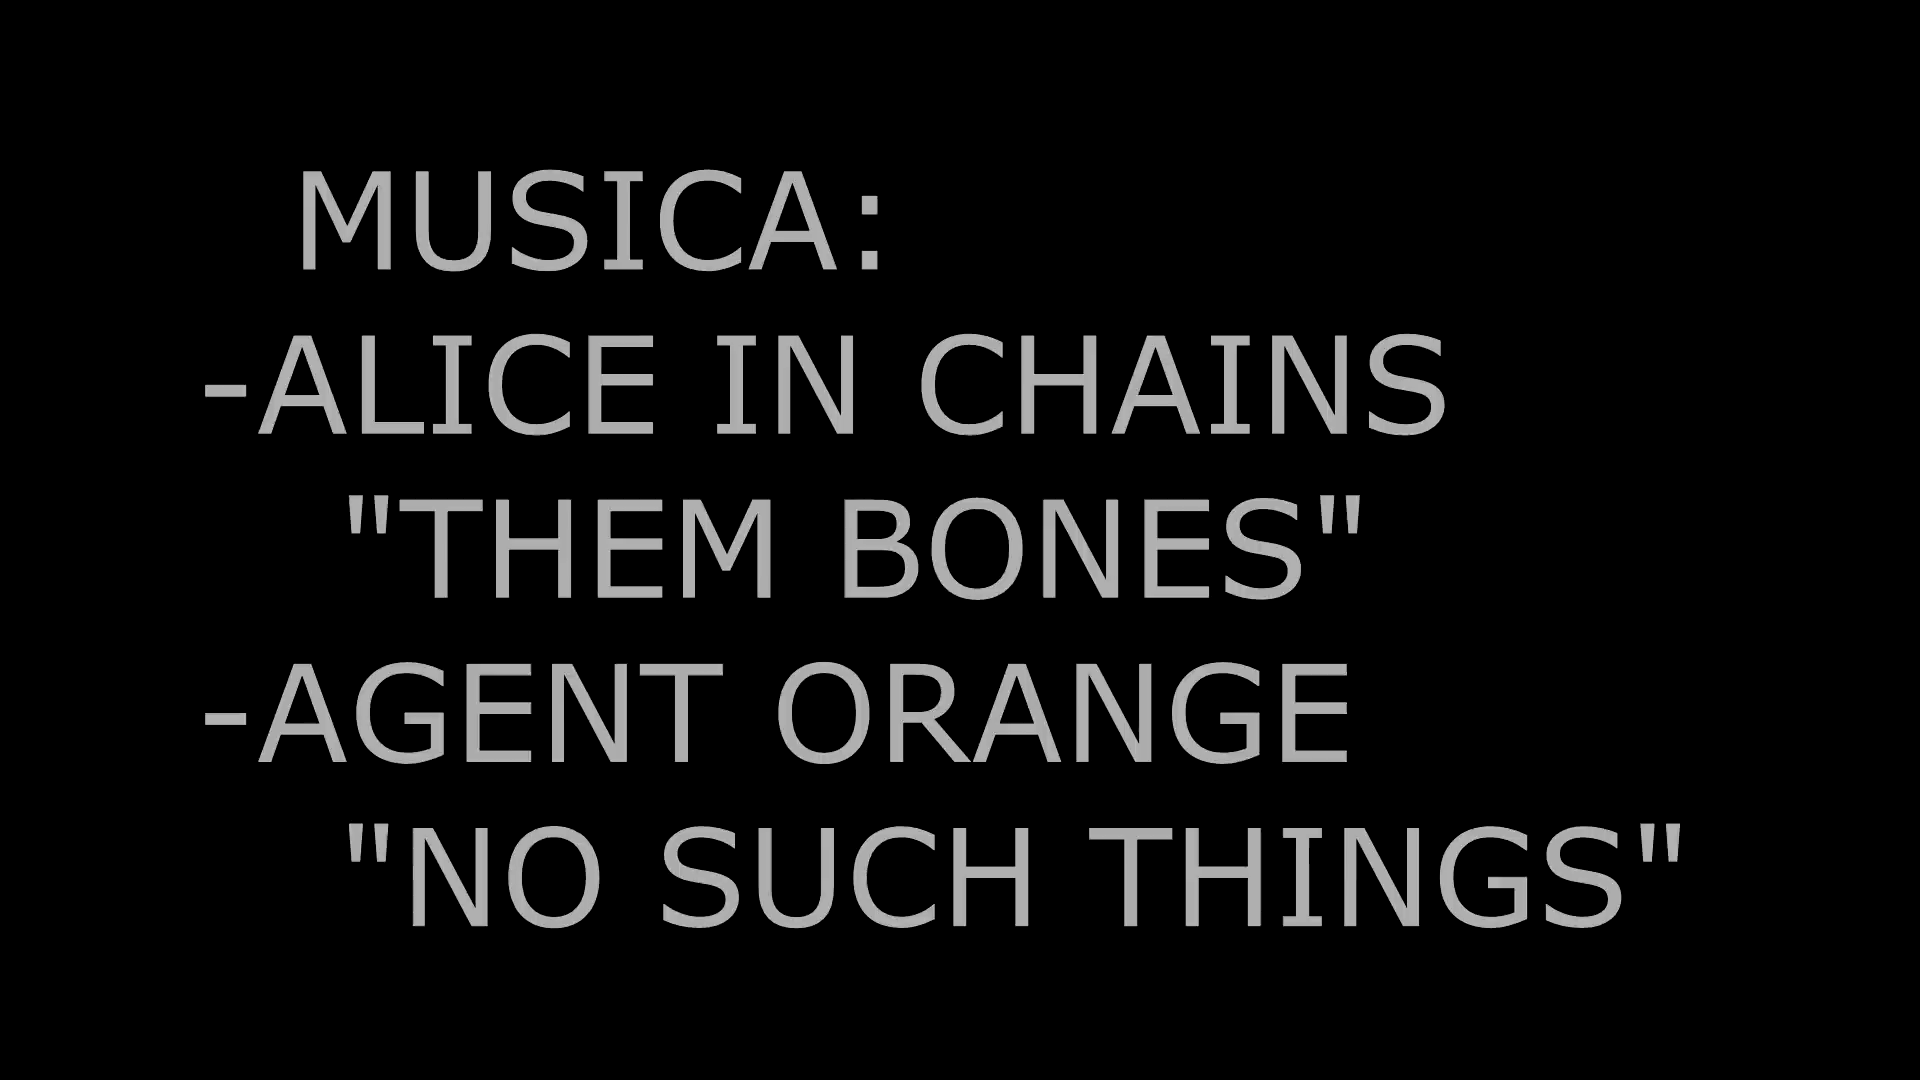 MUSICA:
-ALICE IN CHAINS
"THEM BONES"
-AGENT ORANGE
"NO SUCH THINGS"